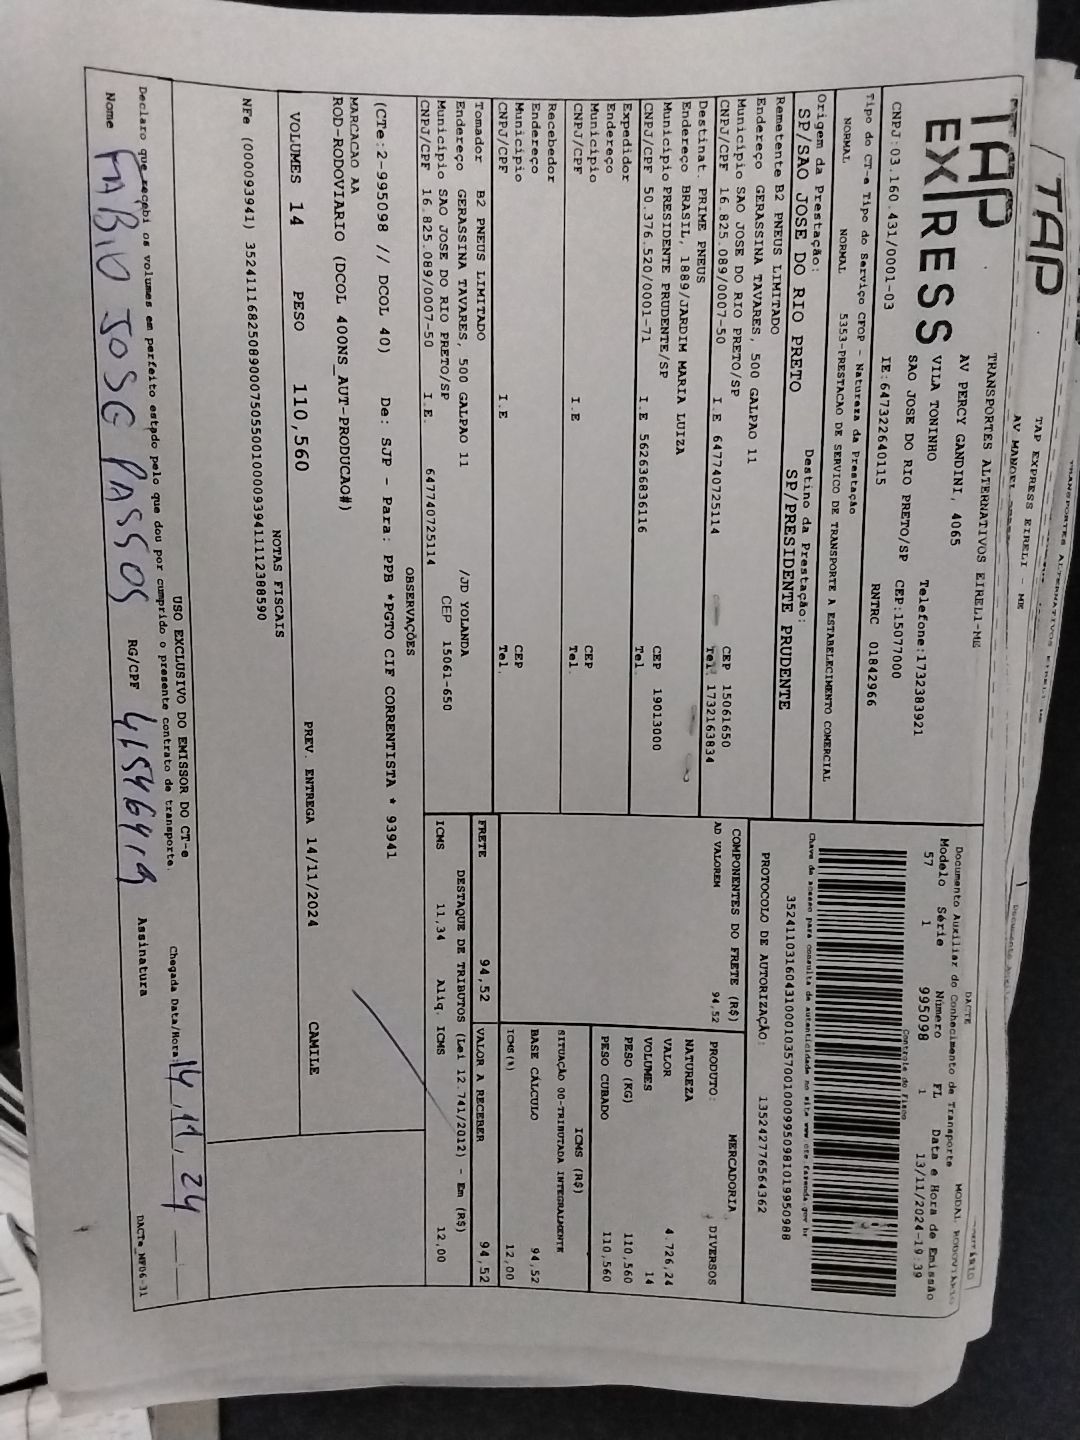 TAP
TAP EXPRESS EIRELI - ME
TAP
EXPRESS
TRANSPORTES ALTERNATIVOS EIRELI-ME
AV PERCY GANDINI, 4065
VILA TONINHO Telefone:1732383921
SAO JOSE DO RIO PRETO/SP CEP:15077000
CNPJ:03.160.431/0001-03 IE:647322640115 RNTRC 01842966
DACTE
Documento Auxiliar do Conhecimento de Transporte MODAL RODOVIARIO
Modelo Série Número FL Data e Hora de Emissão
57 1 995098 1 13/11/2024-19:39
Controle do Fisco
Chave de acesso para consulta de autenticidade no site www.cte.fazenda.gov.br
35241103160431000103570010009950981019950988
PROTOCOLO DE AUTORIZAÇÃO: 135242776564362
Tipo do CT-e Tipo do Serviço CFOP - Natureza da Prestação
NORMAL NORMAL 5353-PRESTACAO DE SERVICO DE TRANSPORTE A ESTABELECIMENTO COMERCIAL
Origem da Prestação: Destino da Prestação:
SP/SAO JOSE DO RIO PRETO SP/PRESIDENTE PRUDENTE
Remetente B2 PNEUS LIMITADO
Endereço GERASSINA TAVARES, 500 GALPAO 11
Município SAO JOSE DO RIO PRETO/SP CEP 15061650
CNPJ/CPF 16.825.089/0007-50 I.E 647740725114 Tel. 1732163834
Destinat. PRIME PNEUS
Endereço BRASIL, 1889/JARDIM MARIA LUIZA
Município PRESIDENTE PRUDENTE/SP CEP 19013000
CNPJ/CPF 50.376.520/0001-71 I.E 562636836116 Tel.
Expedidor
Endereço
Município CEP
CNPJ/CPF I.E Tel.
Recebedor
Endereço
Município CEP
CNPJ/CPF I.E Tel.
Tomador B2 PNEUS LIMITADO
Endereço GERASSINA TAVARES, 500 GALPAO 11 /JD YOLANDA
Município SAO JOSE DO RIO PRETO/SP CEP 15061-650
CNPJ/CPF 16.825.089/0007-50 I.E. 647740725114
COMPONENTES DO FRETE (R$)
AD VALOREM 94,52
MERCADORIA
PRODUTO: DIVERSOS
NATUREZA
VALOR 4.726,24
VOLUMES 14
PESO (KG) 110,560
PESO CUBADO 110,560
ICMS (R$)
SITUAÇÃO 00-TRIBUTADA INTEGRALMENTE
BASE CÁLCULO 94,52
ICMS(%) 12,00
FRETE 94,52 VALOR A RECEBER 94,52
DESTAQUE DE TRIBUTOS (Lei 12.741/2012) - Em (R$)
ICMS 11,34 Aliq. ICMS 12,00
OBSERVAÇÕES
(CTe:2-995098 // DCOL 40) De: SJP - Para: PPB *PGTO CIF CORRENTISTA * 93941
MARCACAO AA
ROD-RODOVIARIO (DCOL 400NS_AUT-PRODUCAO#)
VOLUMES 14 PESO 110,560 PREV. ENTREGA 14/11/2024 CAMILE
NOTAS FISCAIS
NFe (000093941) 35241116825089000750550010000939411112388590
USO EXCLUSIVO DO EMISSOR DO CT-e
Declaro que recebi os volumes em perfeito estado pelo que dou por cumprido o presente contrato de transporte.
Chegada Data/Hora 14,11,24
Nome FABIO JOSE PASSOS RG/CPF 41546419 Assinatura
DACTe_MF06-31